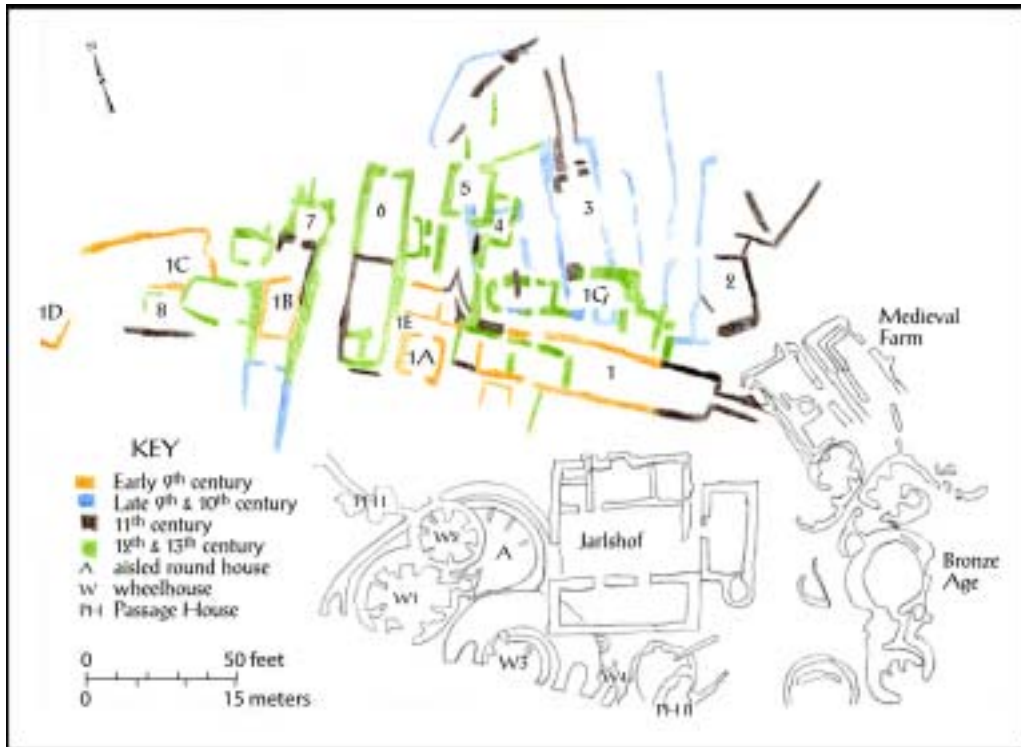 N
5
6
4
3
7
1C
2
1B
1G
8
1D
1E
1A
1
Medieval
Farm
KEY
Early 9th century
Late 9th & 10th century
11th century
12th & 13th century
A aisled round house
W wheelhouse
PH Passage House
0 50 feet
0 15 meters
PH I
W2
A
W1
Jarlshof
W3
W4
PH II
Bronze
Age